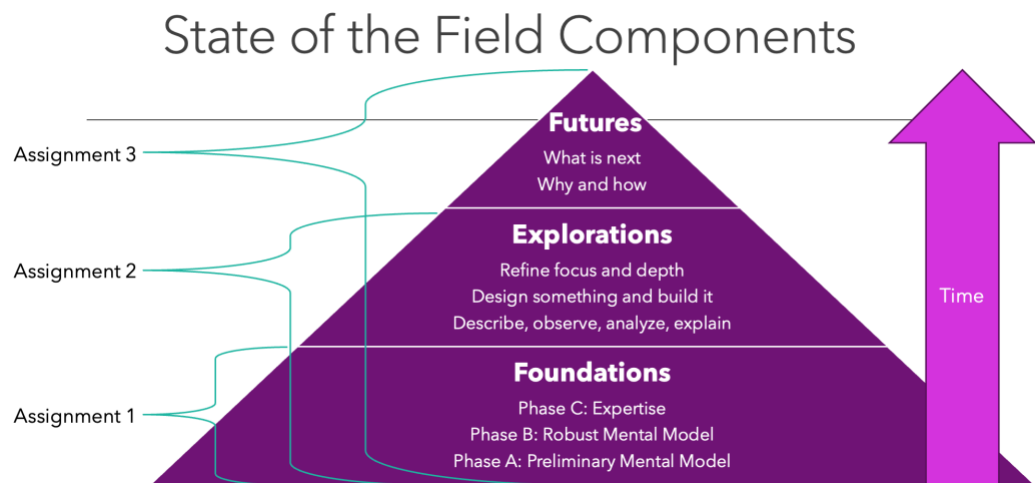 State of the Field Components
Assignment 3
Assignment 2
Assignment 1
Futures
What is next
Why and how
Explorations
Refine focus and depth
Design something and build it
Describe, observe, analyze, explain
Foundations
Phase C: Expertise
Phase B: Robust Mental Model
Phase A: Preliminary Mental Model
Time